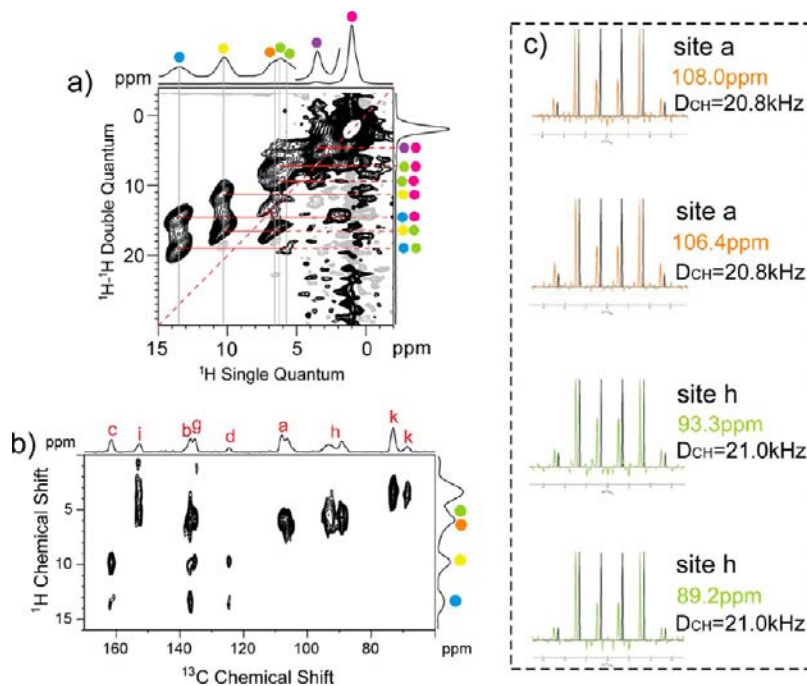 a)
ppm
0
10
20
¹H-¹H Double Quantum
15
10
5
0
ppm
¹H Single Quantum
b)
ppm
c
i
b
g
d
a
h
k
k
5
10
15
¹H Chemical Shift
160
140
120
100
80
ppm
¹³C Chemical Shift
c)
site a
108.0ppm
DCH=20.8kHz
site a
106.4ppm
DCH=20.8kHz
site h
93.3ppm
DCH=21.0kHz
site h
89.2ppm
DCH=21.0kHz